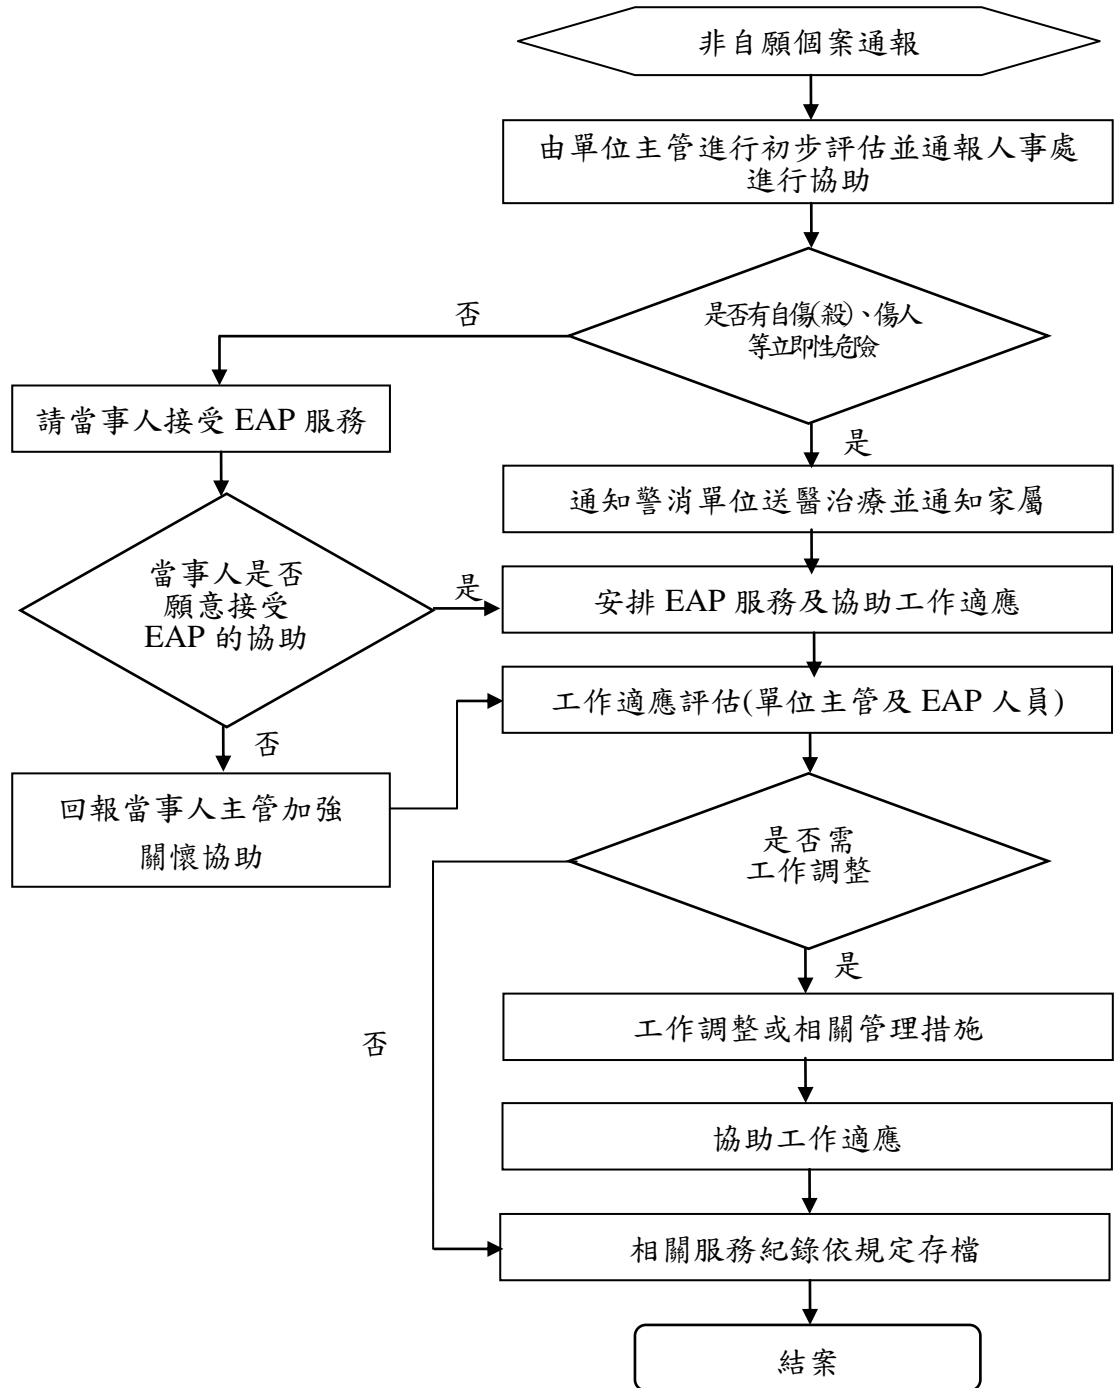 非自願個案通報
由單位主管進行初步評估並通報人事處
進行協助
是否有自傷(殺)、傷人
等立即性危險
否
是
請當事人接受 EAP 服務
通知警消單位送醫治療並通知家屬
當事人是否
願意接受
EAP 的協助
是
否
安排 EAP 服務及協助工作適應
工作適應評估(單位主管及 EAP 人員)
回報當事人主管加強
關懷協助
是否需
工作調整
是
否
工作調整或相關管理措施
協助工作適應
相關服務紀錄依規定存檔
結案